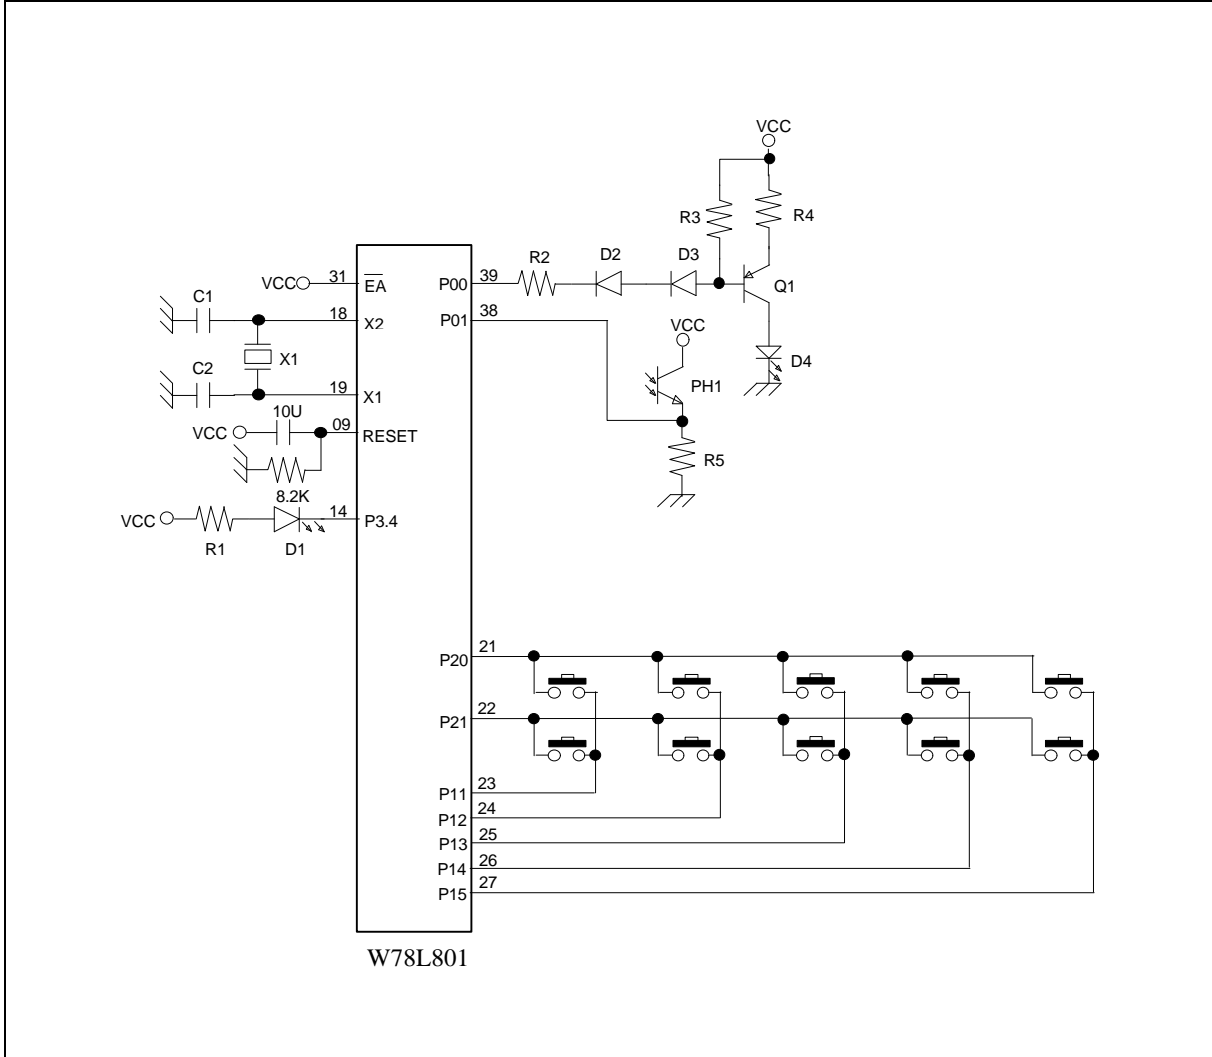 VCC
R3
R4
R2
D2
D3
Q1
VCC
31
EA
P00
39
C1
18
X2
P01
38
VCC
X1
D4
C2
19
X1
PH1
10U
VCC
09
RESET
R5
8.2K
VCC
14
P3.4
R1
D1
P20
21
P21
22
P11
23
P12
24
P13
25
P14
26
P15
27
W78L801